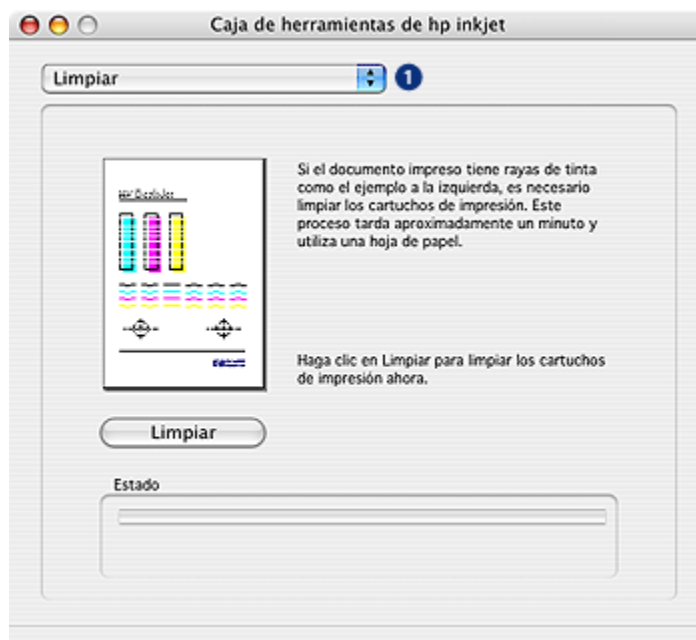 Caja de herramientas de hp inkjet
Limpiar
1
Si el documento impreso tiene rayas de tinta
como el ejemplo a la izquierda, es necesario
limpiar los cartuchos de impresión. Este
proceso tarda aproximadamente un minuto y
utiliza una hoja de papel.
Haga clic en Limpiar para limpiar los cartuchos
de impresión ahora.
Limpiar
Estado